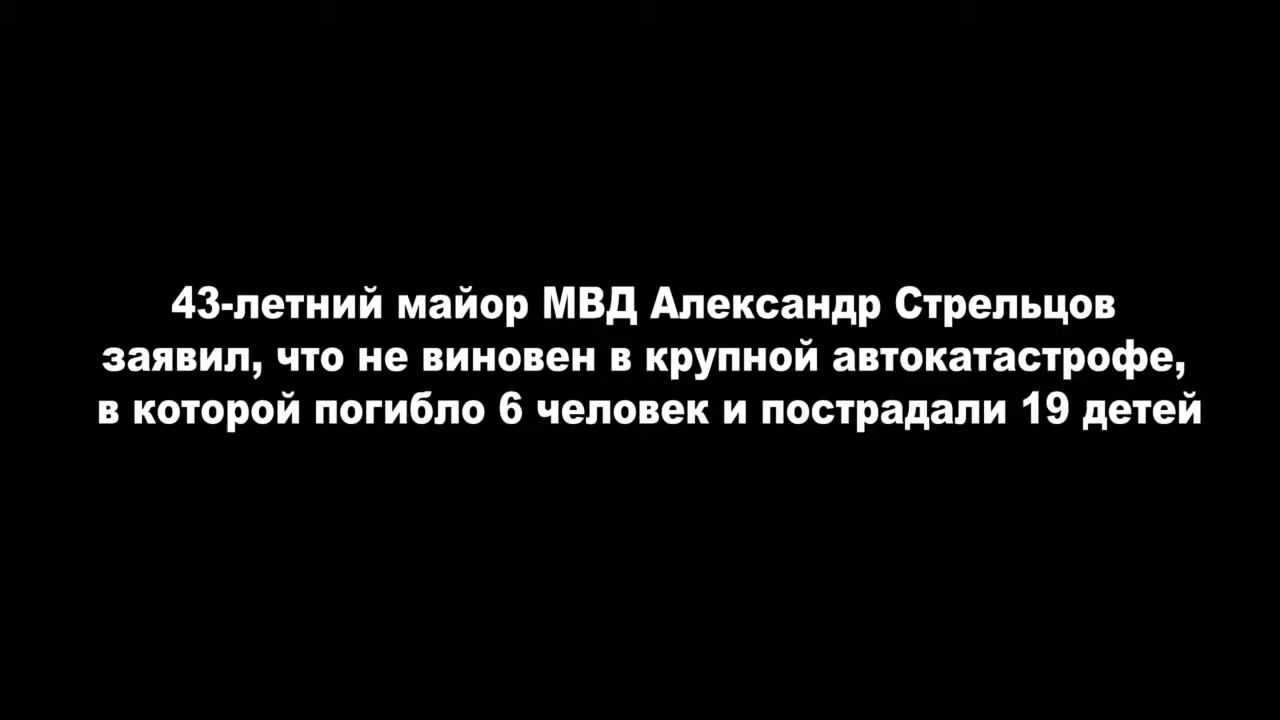 43-летний майор МВД Александр Стрельцов
заявил, что не виновен в крупной автокатастрофе,
в которой погибло 6 человек и пострадали 19 детей